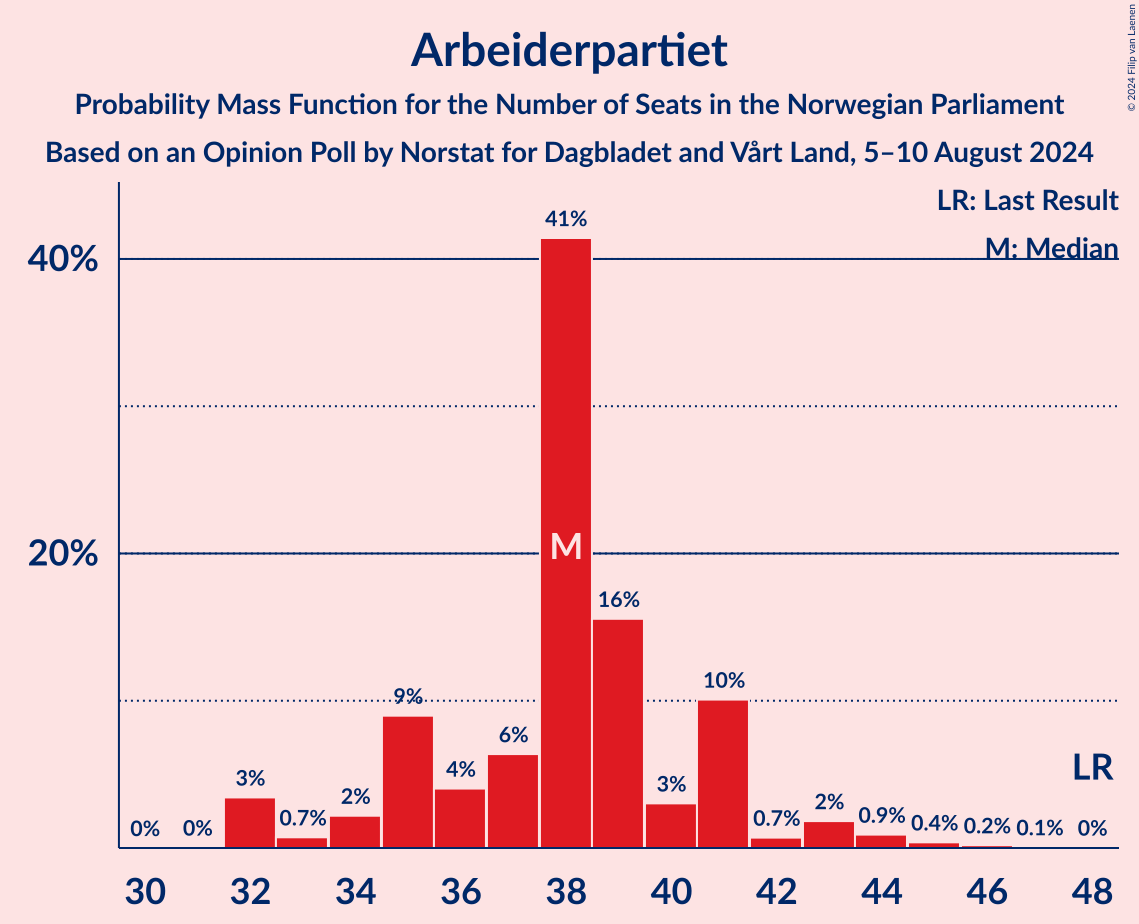 Arbeiderpartiet
Probability Mass Function for the Number of Seats in the Norwegian Parliament
Based on an Opinion Poll by Norstat for Dagbladet and Vårt Land, 5–10 August 2024
© 2024 Filip van Laenen
LR: Last Result
M: Median
40%
20%
0%
0%
3%
0.7%
2%
9%
4%
6%
41%
M
16%
3%
10%
0.7%
2%
0.9%
0.4%
0.2%
0.1%
0%
LR
30 32 34 36 38 40 42 44 46 48